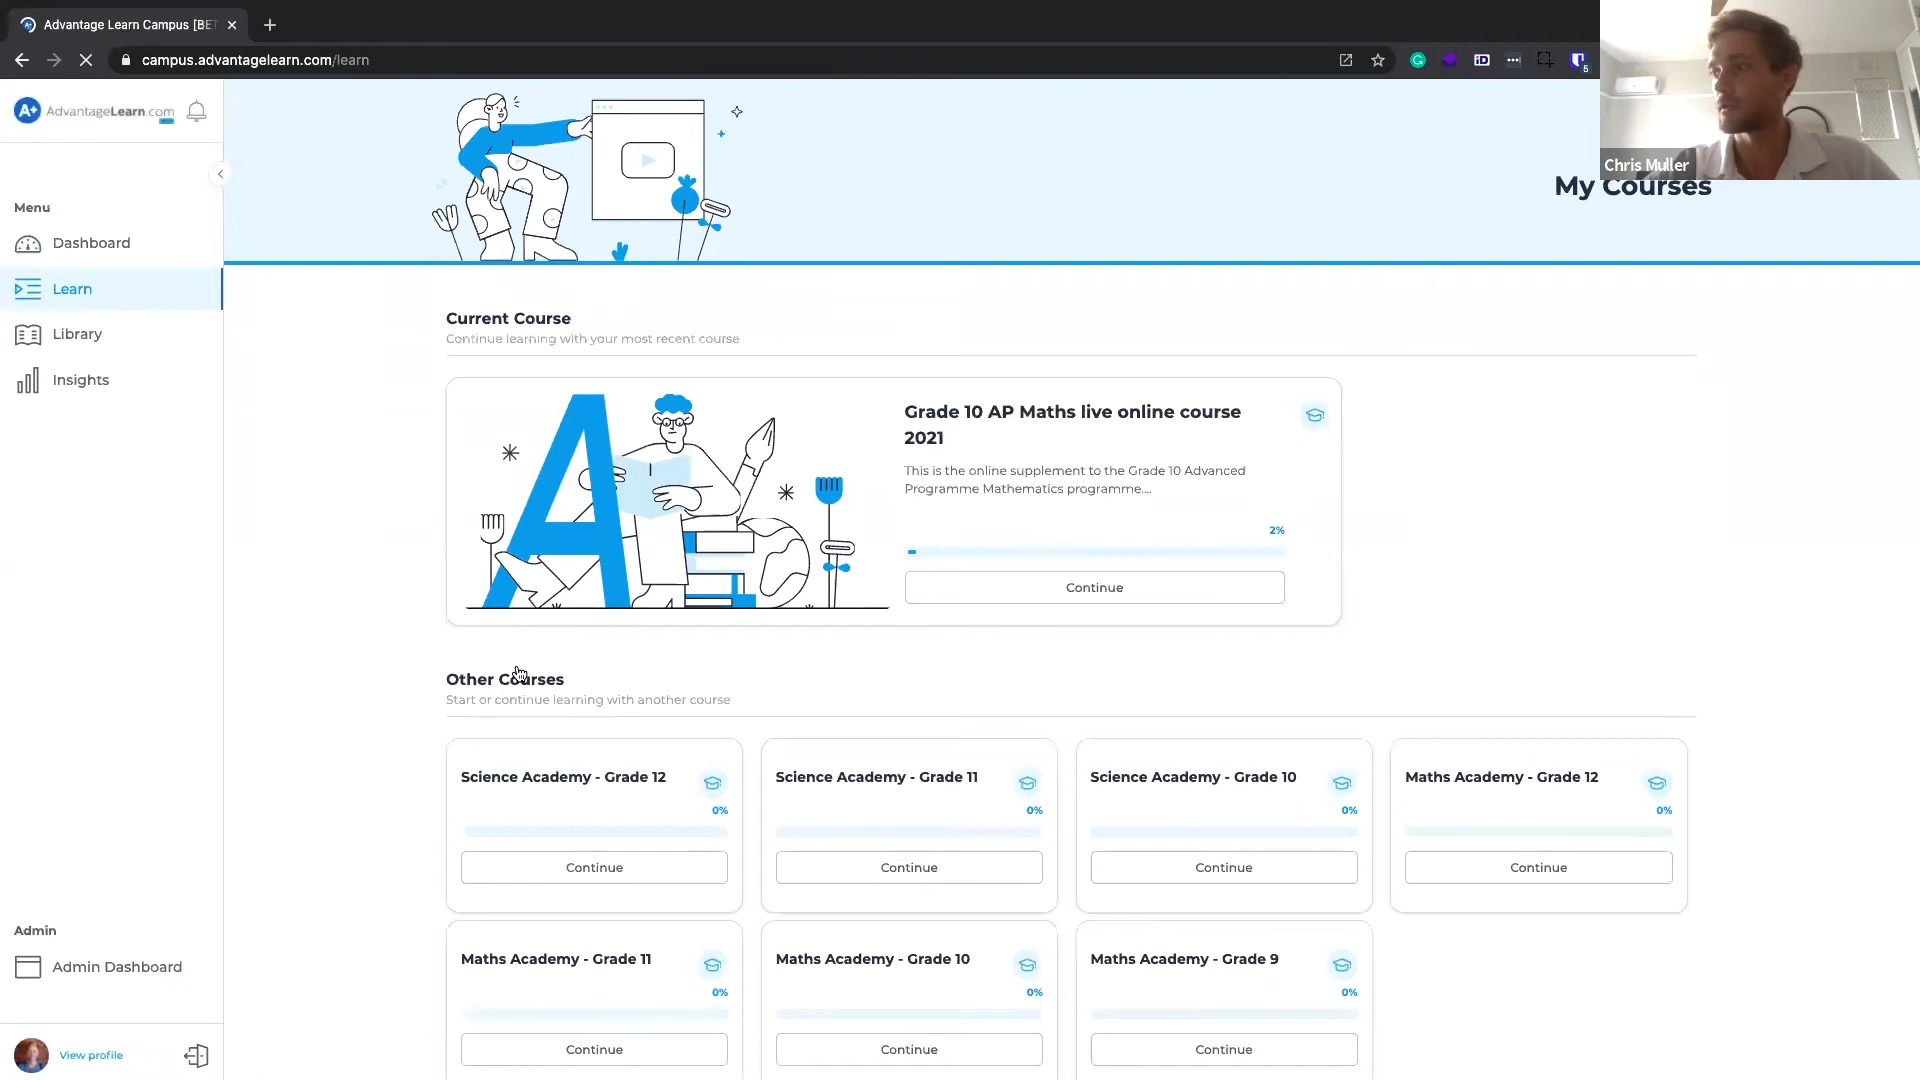 Advantage Learn Campus [BET
campus.advantagelearn.com/learn
A+ AdvantageLearn.com
Chris Muller
My Courses
Menu
Dashboard
Learn
Library
Insights
Current Course
Continue learning with your most recent course
A
Grade 10 AP Maths live online course
2021
This is the online supplement to the Grade 10 Advanced
Programme Mathematics programme....
2%
Continue
Other Courses
Start or continue learning with another course
Science Academy - Grade 12
0%
Continue
Science Academy - Grade 11
0%
Continue
Science Academy - Grade 10
0%
Continue
Maths Academy - Grade 12
0%
Continue
Maths Academy - Grade 11
0%
Continue
Maths Academy - Grade 10
0%
Continue
Maths Academy - Grade 9
0%
Continue
Admin
Admin Dashboard
View profile